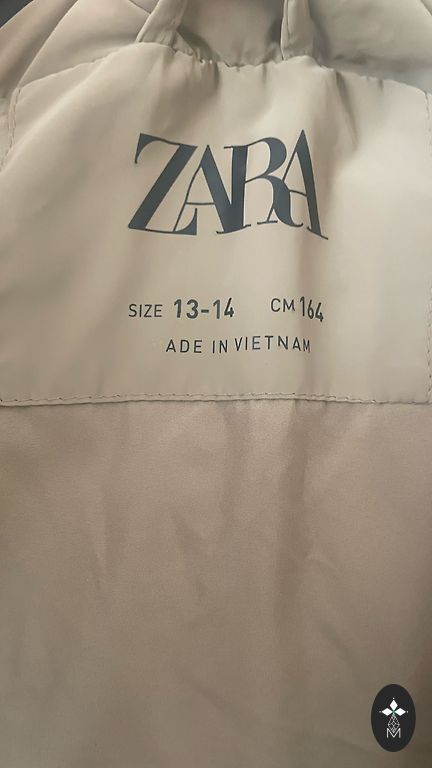 ZARA
SIZE 13-14 CM 164
ADE IN VIETNAM
M